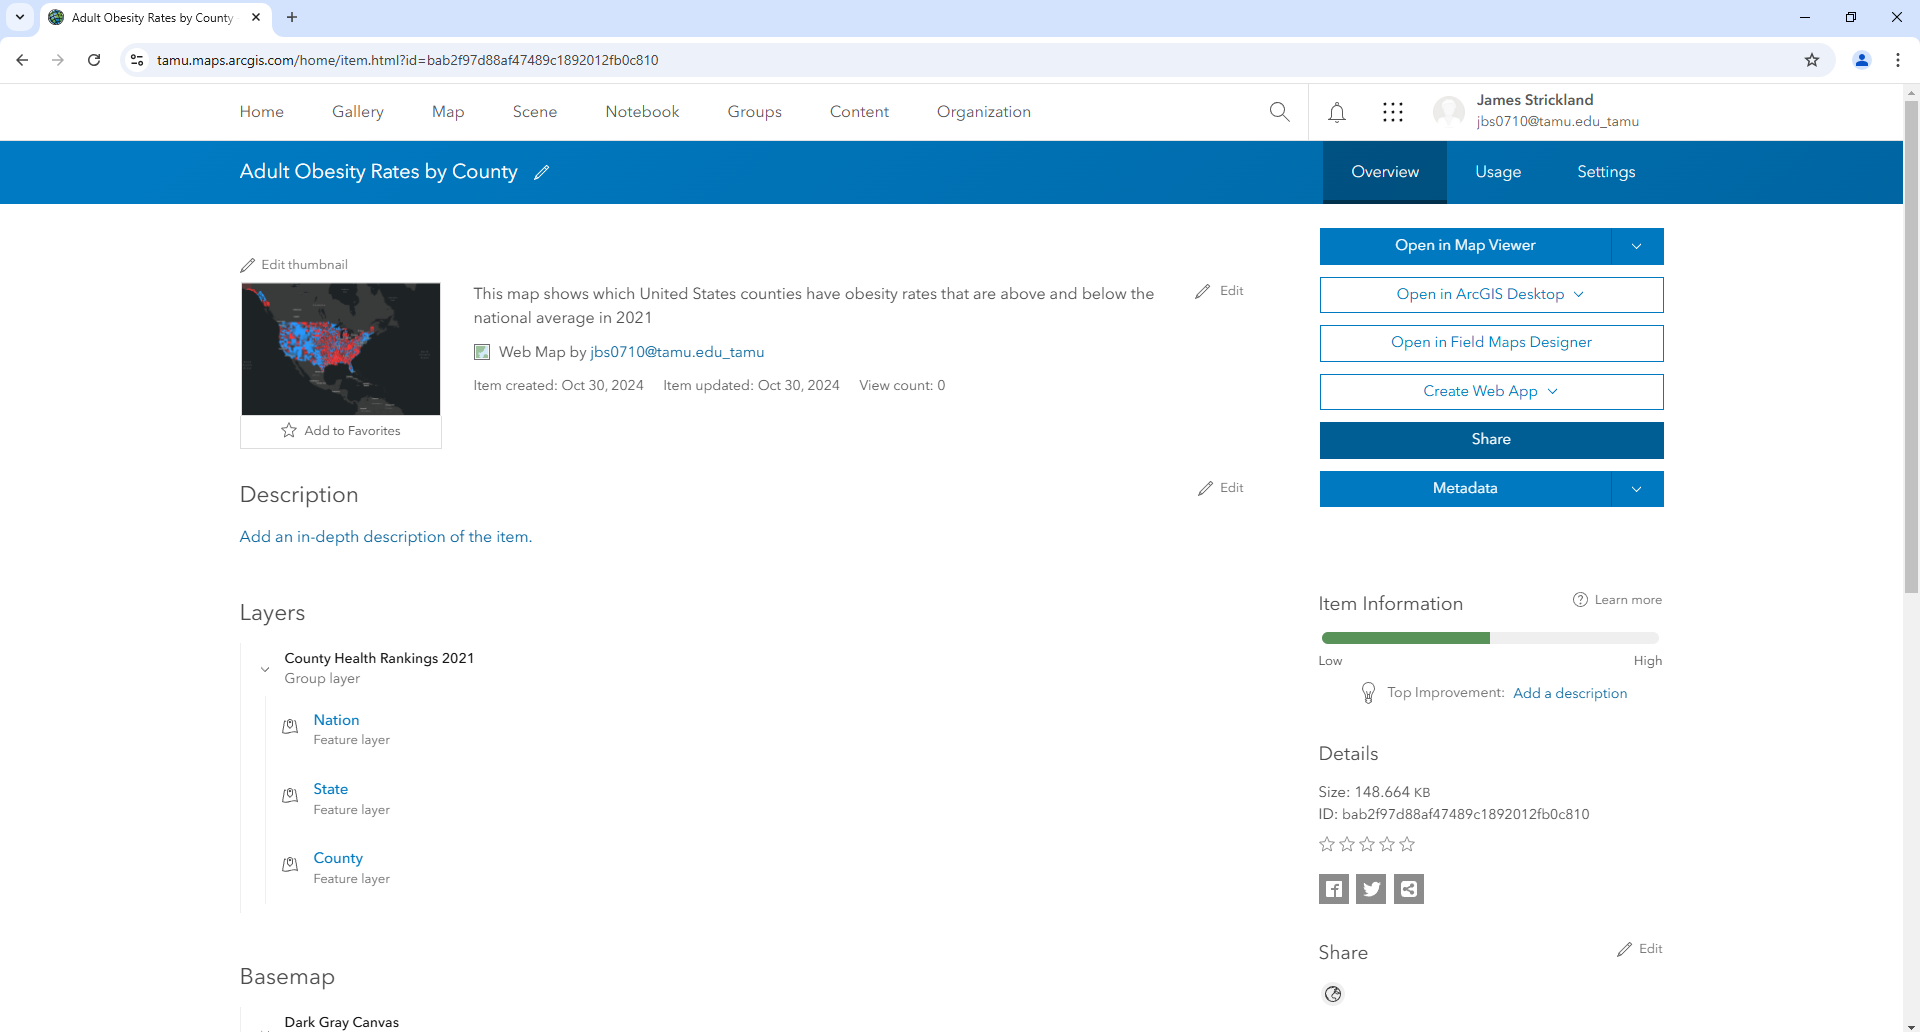 Adult Obesity Rates by County
tamu.maps.arcgis.com/home/item.html?id=bab2f97d88af47489c1892012fb0c810
Home Gallery Map Scene Notebook Groups Content Organization
James Strickland
jbs0710@tamu.edu_tamu
Adult Obesity Rates by County
Overview Usage Settings
Edit thumbnail
Add to Favorites
This map shows which United States counties have obesity rates that are above and below the
national average in 2021
Edit
Web Map by jbs0710@tamu.edu_tamu
Item created: Oct 30, 2024 Item updated: Oct 30, 2024 View count: 0
Description
Edit
Add an in-depth description of the item.
Layers
County Health Rankings 2021
Group layer
Nation
Feature layer
State
Feature layer
County
Feature layer
Basemap
Dark Gray Canvas
Open in Map Viewer
Open in ArcGIS Desktop
Open in Field Maps Designer
Create Web App
Share
Metadata
Item Information
Learn more
Low High
Top Improvement: Add a description
Details
Size: 148.664 KB
ID: bab2f97d88af47489c1892012fb0c810
Share
Edit